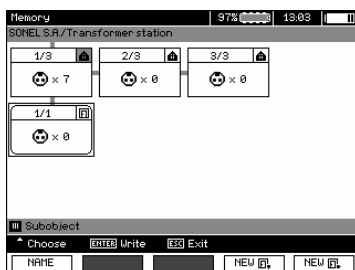 Memory 97% 13:03
SONEL S.A./Transformer station
1/3 2/3 3/3
× 7 × 0 × 0
1/1
× 0
Subobject
Choose ENTER Write ESC Exit
NAME NEW NEW